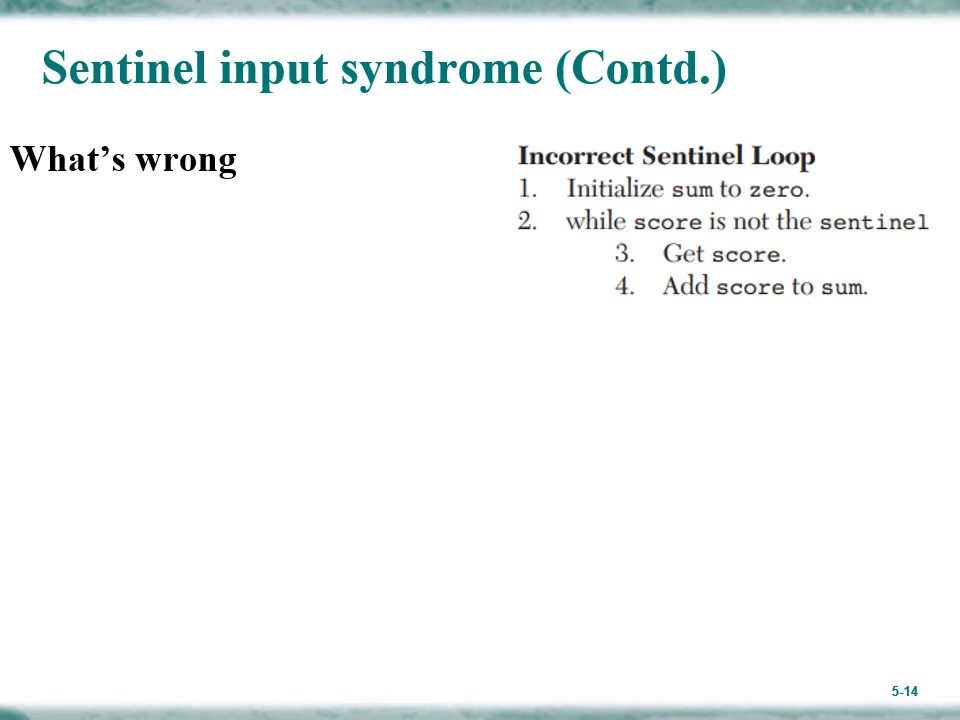 Sentinel input syndrome (Contd.)
What’s wrong
Incorrect Sentinel Loop
1. Initialize sum to zero.
2. while score is not the sentinel
3. Get score.
4. Add score to sum.
5-14